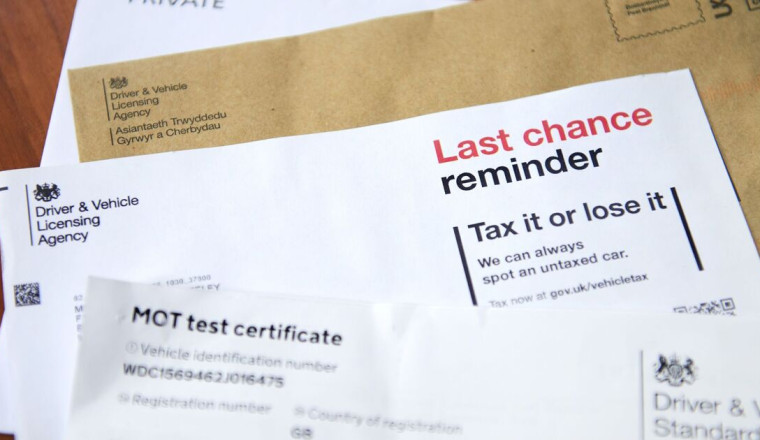 PRIVATE
Driver & Vehicle
Licensing
Agency
Asiantaeth Trwyddedu
Gyrwyr a Cherbydau
UK
Last chance
reminder
Driver & Vehicle
Licensing
Agency
Tax it or lose it
We can always
spot an untaxed car.
Tax now at gov.uk/vehicletax
MOT test certificate
Vehicle identification number
WDC1569462J016475
Registration number
Country of registration
GB
Driver & V
Standard